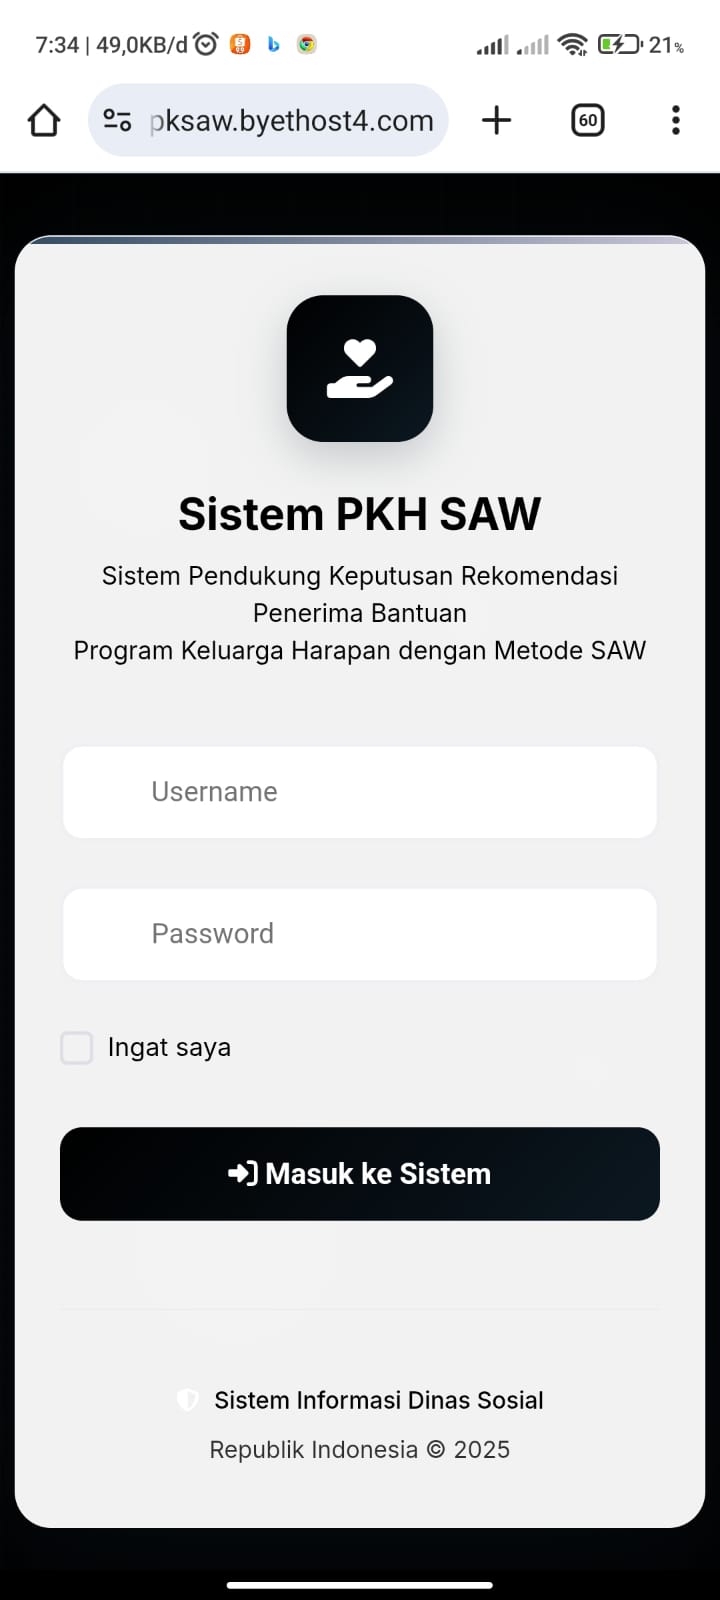 7:34 | 49,0KB/d 21%
pksaw.byethost4.com 60
Sistem PKH SAW
Sistem Pendukung Keputusan Rekomendasi
Penerima Bantuan
Program Keluarga Harapan dengan Metode SAW
Username
Password
Ingat saya
Masuk ke Sistem
Sistem Informasi Dinas Sosial
Republik Indonesia © 2025